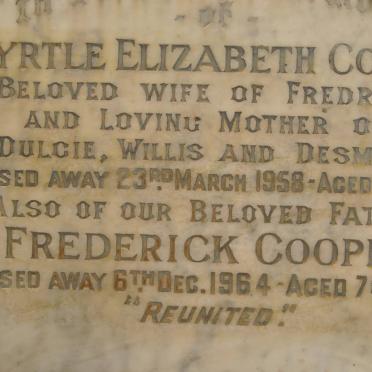 In
- of -
YRTLE ELIZABETH CO
BELOVED WIFE OF FREDR
AND LOVING MOTHER O
DULCIE, WILLIS AND DESM
SED AWAY 23RD MARCH 1958 - AGED
ALSO OF OUR BELOVED FAT
FREDERICK COOP
SED AWAY 6TH DEC. 1964 - AGED 7
"REUNITED."